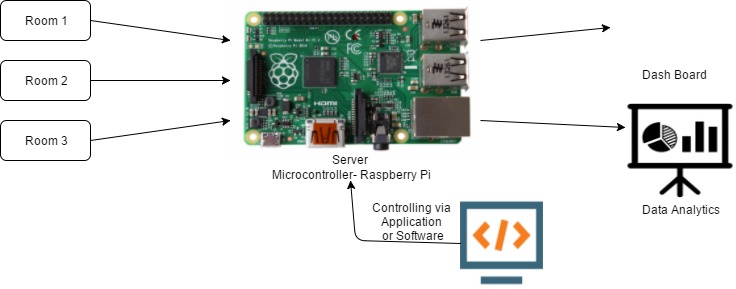 Room 1
Room 2
Room 3
HDMI
Server
Microcontroller- Raspberry Pi
Controlling via
Application
or Software
</>
Dash Board
Data Analytics